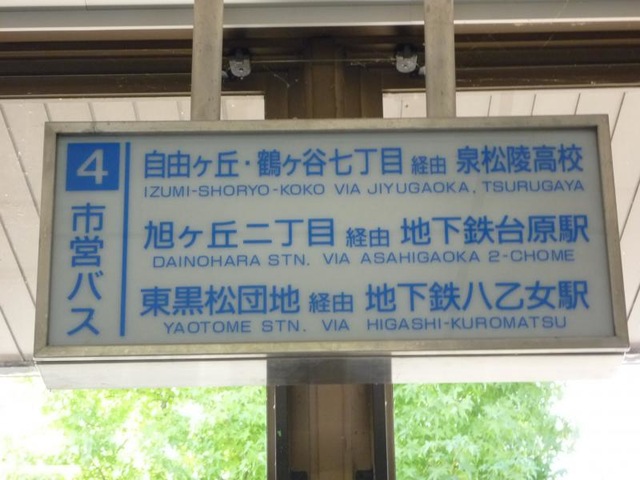 4
市営バス
自由ヶ丘・鶴ヶ谷七丁目 経由 泉松陵高校
IZUMI-SHORYO-KOKO VIA JIYUGAOKA, TSURUGAYA
旭ヶ丘二丁目 経由 地下鉄台原駅
DAINOHARA STN. VIA ASAHIGAOKA 2-CHOME
東黒松団地 経由 地下鉄八乙女駅
YAOTOME STN. VIA HIGASHI-KUROMATSU